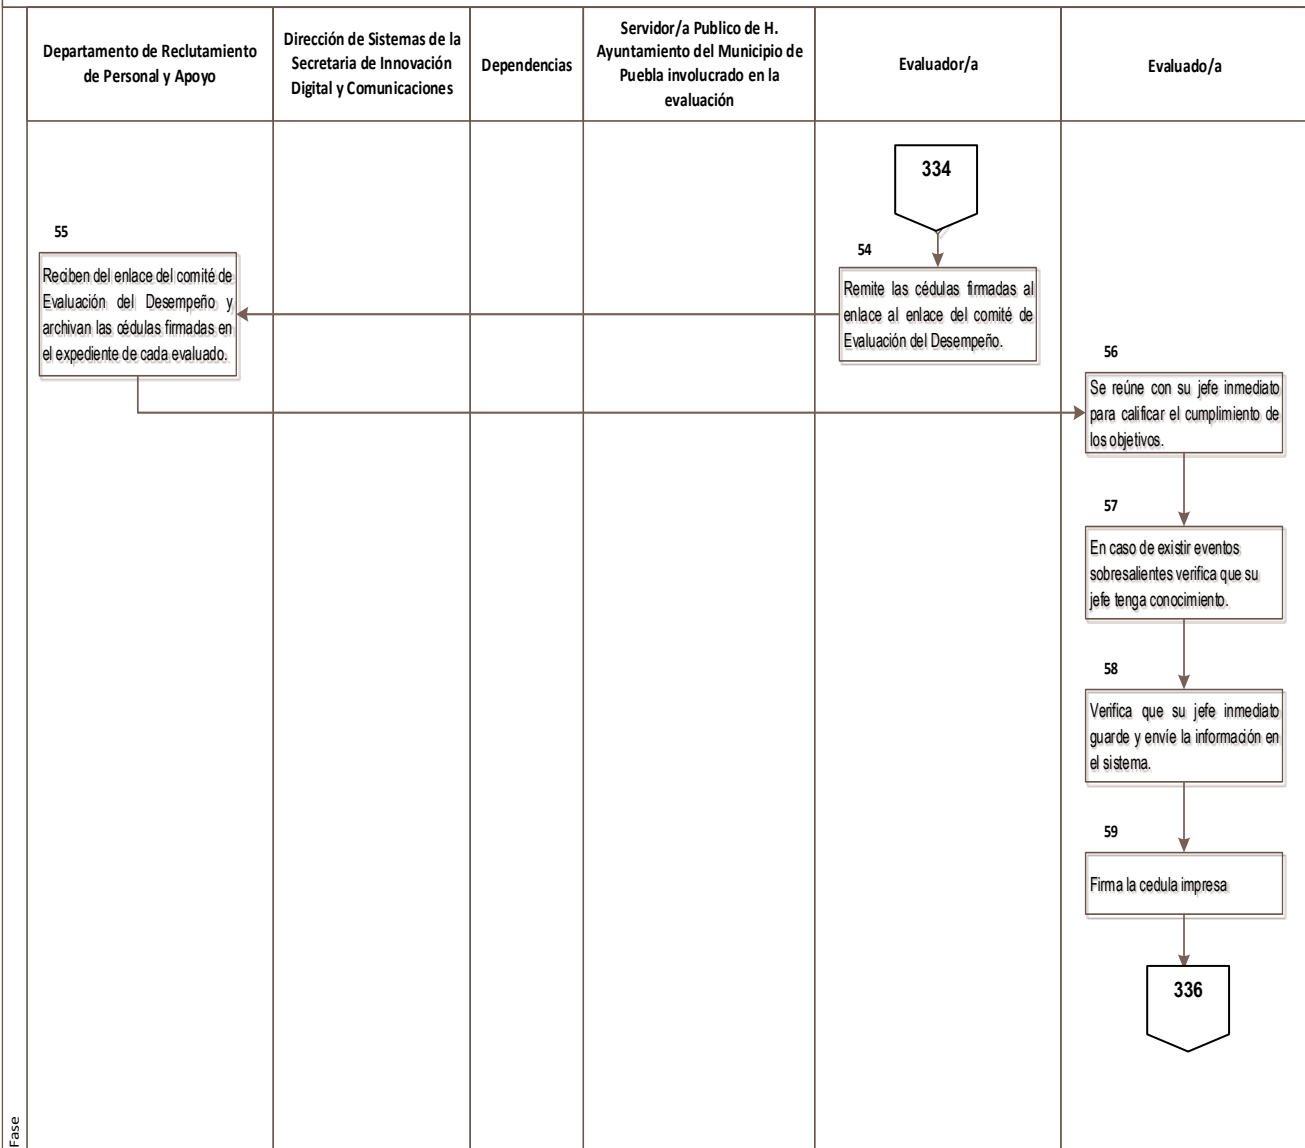 Departamento de Reclutamiento
de Personal y Apoyo
Dirección de Sistemas de la
Secretaria de Innovación
Digital y Comunicaciones
Dependencias
Servidor/a Publico de H.
Ayuntamiento del Municipio de
Puebla involucrado en la
evaluación
Evaluador/a
Evaluado/a
334
54
Remite las cédulas firmadas al
enlace al enlace del comité de
Evaluación del Desempeño.
55
Reciben del enlace del comité de
Evaluación del Desempeño y
archivan las cédulas firmadas en
el expediente de cada evaluado.
56
Se reúne con su jefe inmediato
para calificar el cumplimiento de
los objetivos.
57
En caso de existir eventos
sobresalientes verifica que su
jefe tenga conocimiento.
58
Verifica que su jefe inmediato
guarde y envíe la información en
el sistema.
59
Firma la cedula impresa
336
Fase